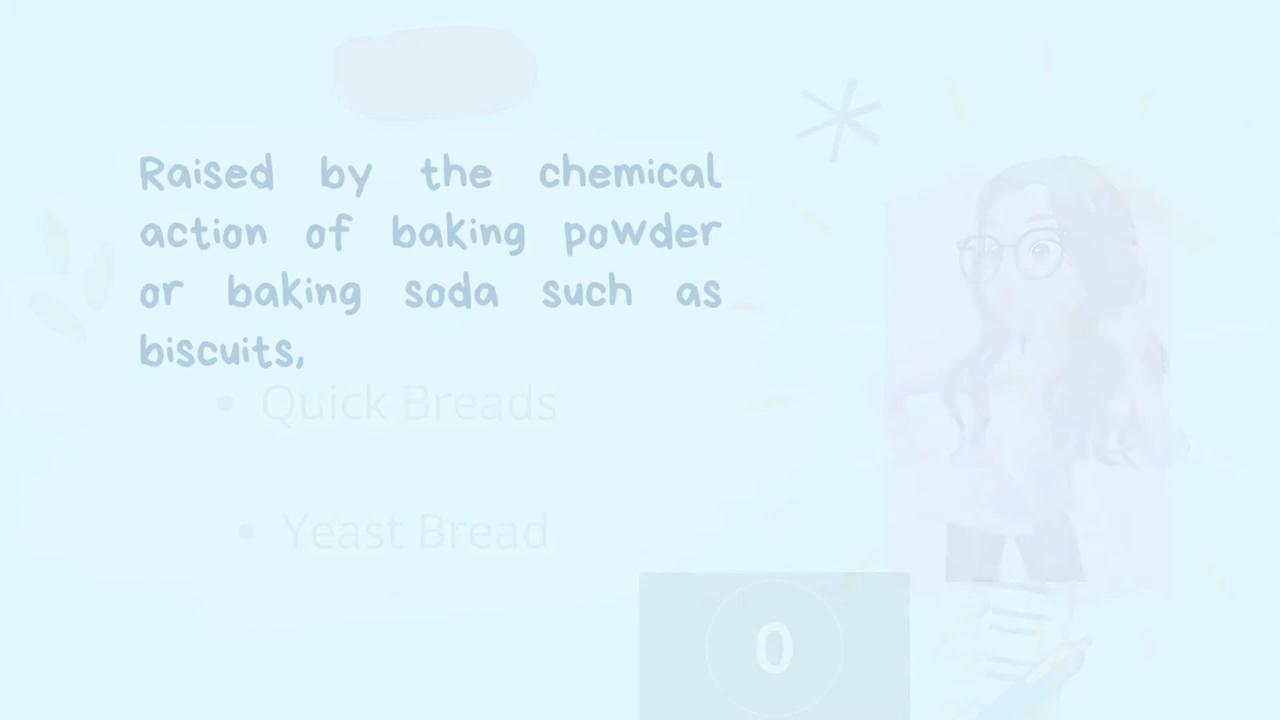 Raised by the chemical
action of baking powder
or baking soda such as
biscuits,
• Quick Breads
• Yeast Bread
0